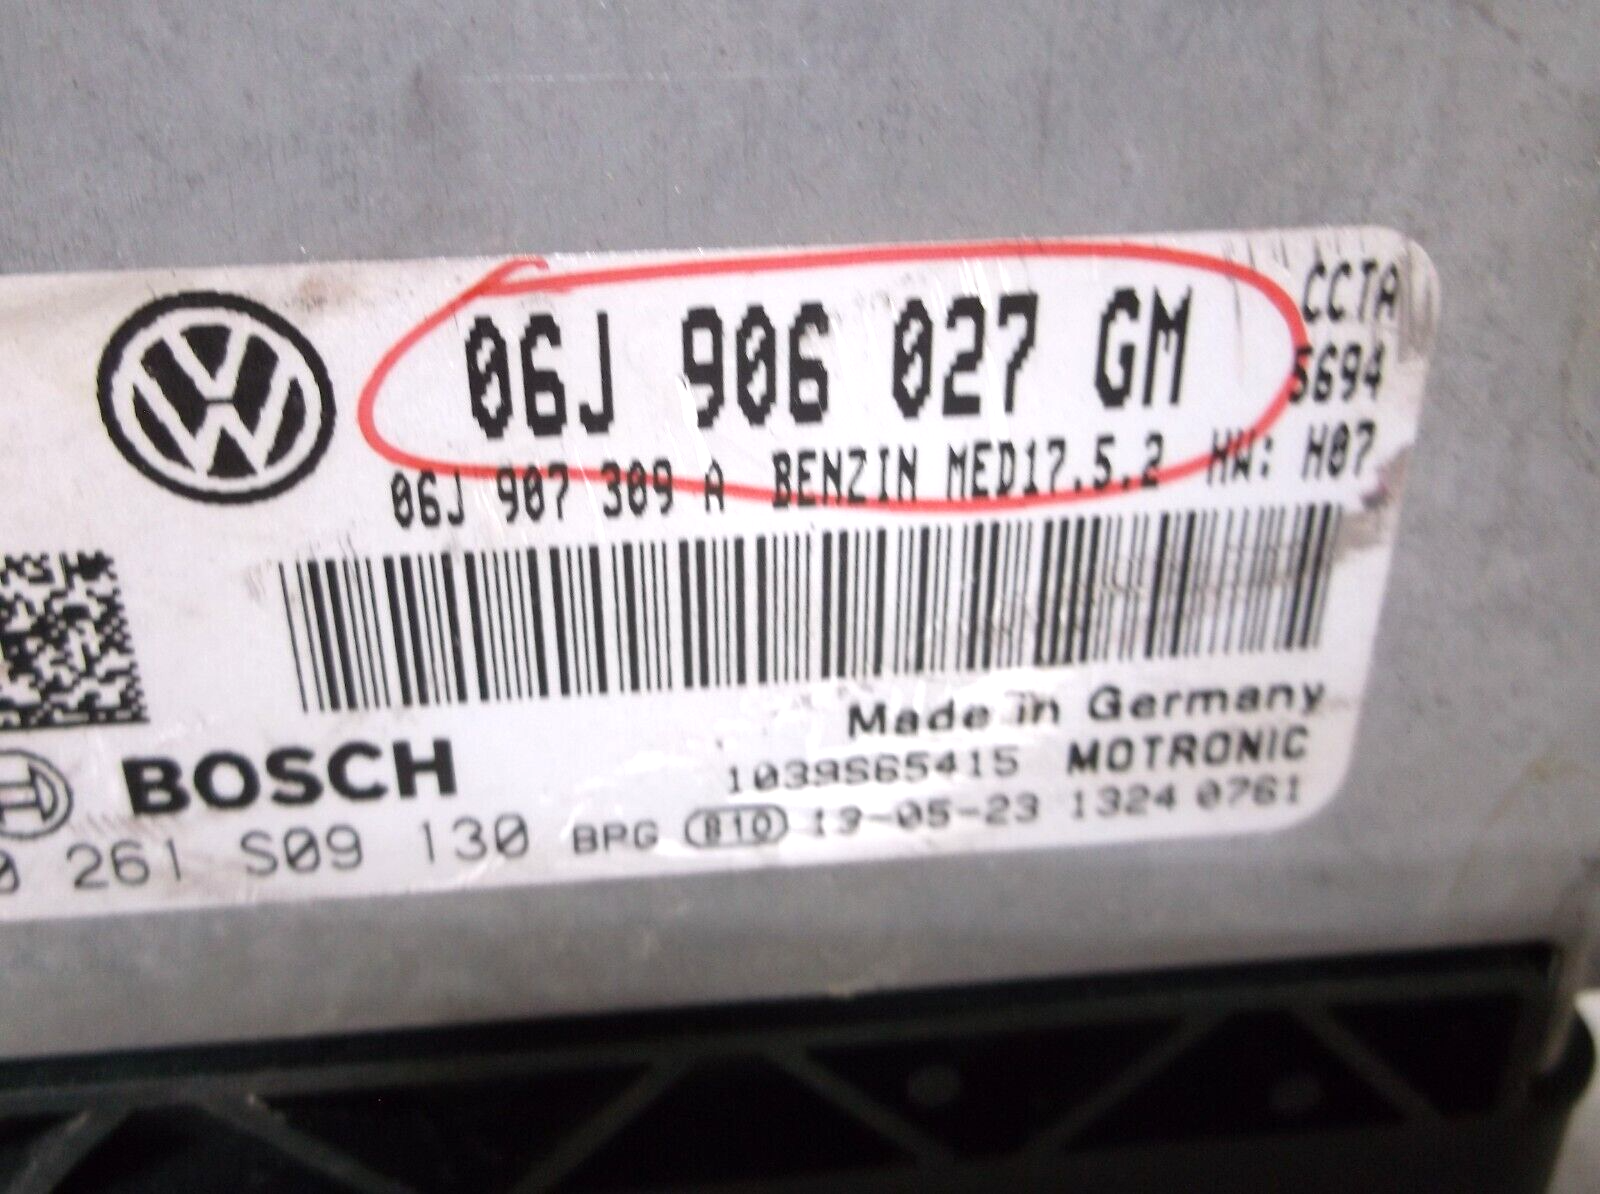 06J 906 027 GM
CCTA
5694
06J 907 309 A BENZIN MED17.5.2 HW: H07
Made in Germany
BOSCH
1039S65415 MOTRONIC
0 261 S09 130 BPG 810 13-05-23 1324 0761